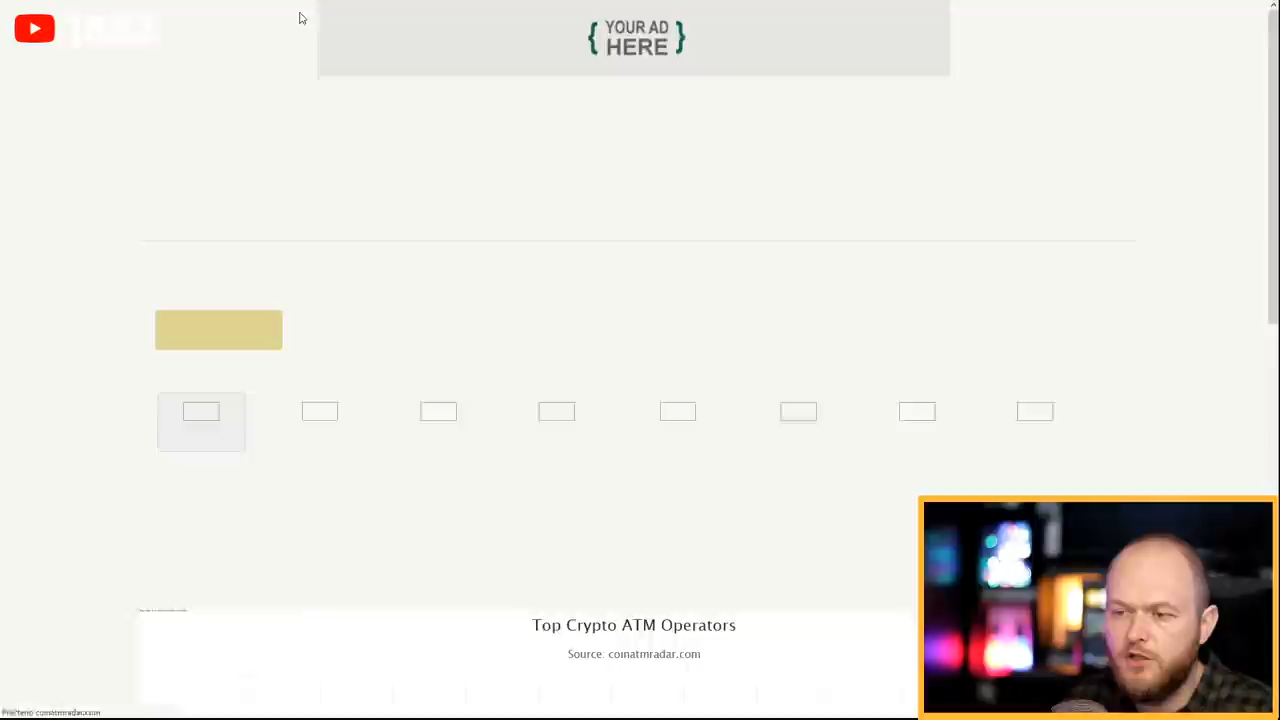 YOUR AD
HERE
Top Crypto ATM Operators
Source: coinatmradar.com